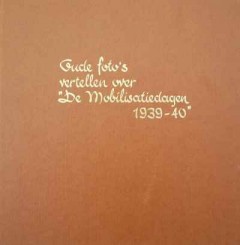 Oude foto's
vertellen over
"De Mobilisatiedagen
1939-40"